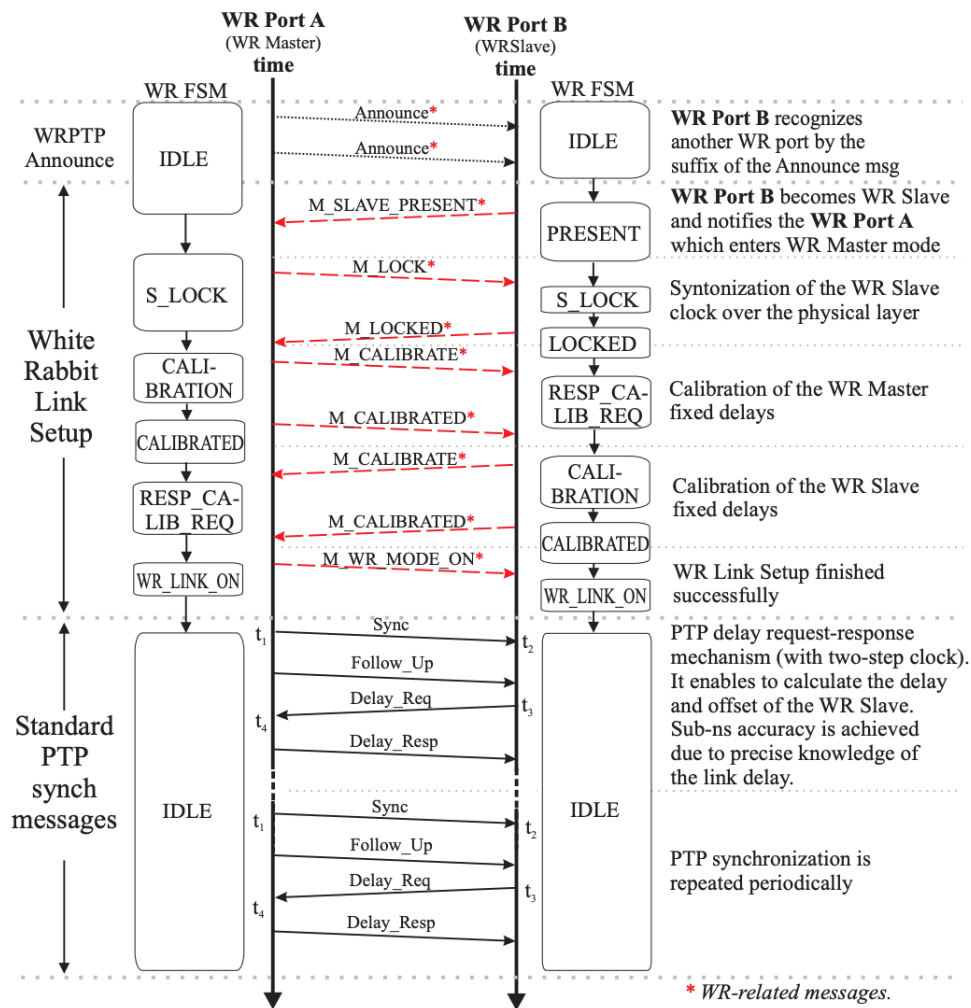 WR Port A
(WR Master)
time
WR Port B
(WRSlave)
time
WR FSM
WR FSM
WRPTP
Announce
IDLE
Announce*
Announce*
IDLE
WR Port B recognizes
another WR port by the
suffix of the Announce msg
White
Rabbit
Link
Setup
M_SLAVE_PRESENT*
PRESENT
WR Port B becomes WR Slave
and notifies the WR Port A
which enters WR Master mode
S_LOCK
M_LOCK*
S_LOCK
Syntonization of the WR Slave
clock over the physical layer
M_LOCKED*
LOCKED
CALI-
BRATION
M_CALIBRATE*
RESP_CA-
LIB_REQ
Calibration of the WR Master
fixed delays
CALIBRATED
M_CALIBRATED*
M_CALIBRATE*
CALI-
BRATION
Calibration of the WR Slave
fixed delays
RESP_CA-
LIB_REQ
M_CALIBRATED*
CALIBRATED
WR_LINK_ON
M_WR_MODE_ON*
WR_LINK_ON
WR Link Setup finished
successfully
Standard
PTP
synch
messages
IDLE
t1
Sync
t2
Follow_Up
Delay_Req
t3
t4
Delay_Resp
IDLE
PTP delay request-response
mechanism (with two-step clock).
It enables to calculate the delay
and offset of the WR Slave.
Sub-ns accuracy is achieved
due to precise knowledge of
the link delay.
t1
Sync
t2
Follow_Up
Delay_Req
t3
t4
Delay_Resp
PTP synchronization is
repeated periodically
* WR-related messages.